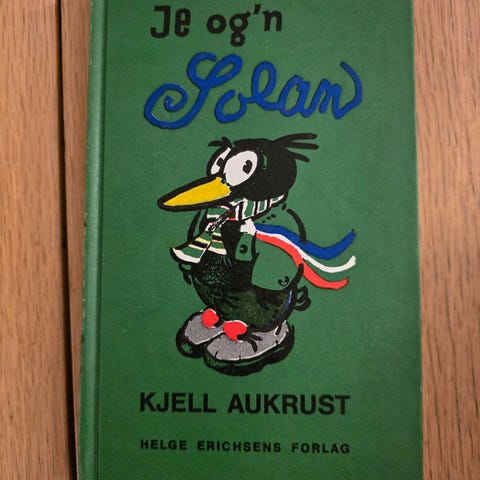 Je og'n
Solan
KJELL AUKRUST
HELGE ERICHSENS FORLAG